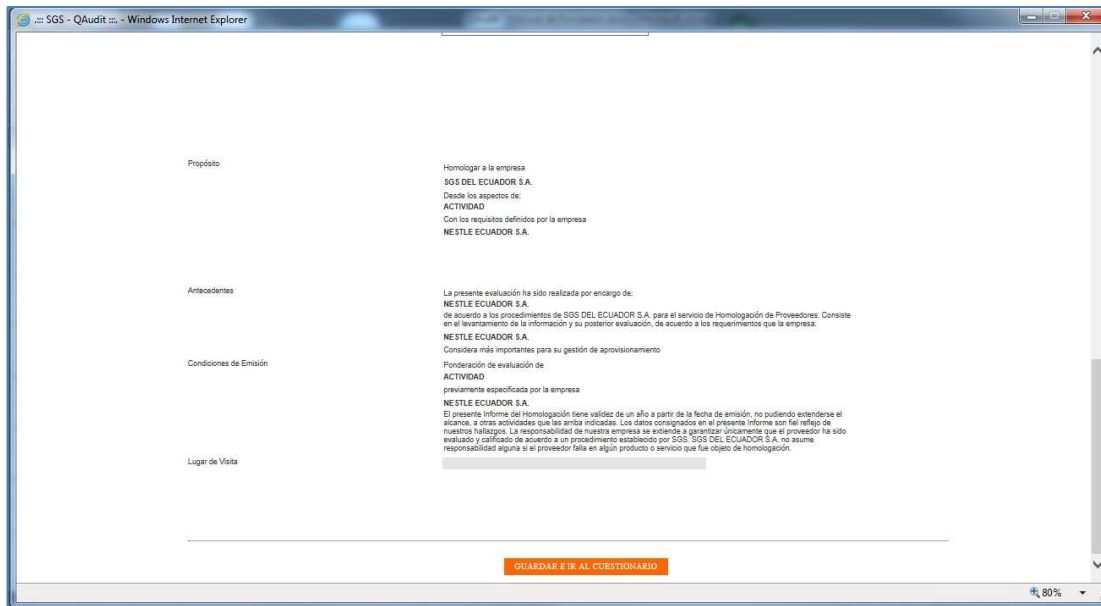 .::: SGS - QAudit :::. - Windows Internet Explorer
Propósito
Homologar a la empresa
SGS DEL ECUADOR S.A.
Desde los aspectos de:
ACTIVIDAD
Con los requisitos definidos por la empresa
NESTLE ECUADOR S.A.
Antecedentes
La presente evaluación ha sido realizada por encargo de:
NESTLE ECUADOR S.A.
de acuerdo a los procedimientos de SGS DEL ECUADOR S.A. para el servicio de Homologación de Proveedores. Consiste
en el levantamiento de la información y su posterior evaluación, de acuerdo a los requerimientos que la empresa:
NESTLE ECUADOR S.A.
Considera más importantes para su gestión de aprovisionamiento
Condiciones de Emisión
Ponderación de evaluación de
ACTIVIDAD
previamente especificada por la empresa
NESTLE ECUADOR S.A.
El presente Informe del Homologación tiene validez de un año a partir de la fecha de emisión, no pudiendo extenderse el
alcance, a otras actividades que las arriba indicadas. Los datos consignados en el presente Informe son fiel reflejo de
nuestros hallazgos. La responsabilidad de nuestra empresa se extiende a garantizar únicamente que el proveedor ha sido
evaluado y calificado de acuerdo a un procedimiento establecido por SGS. SGS DEL ECUADOR S.A. no asume
responsabilidad alguna si el proveedor falla en algún producto o servicio que fue objeto de homologación.
Lugar de Visita
GUARDAR E IR AL CUESTIONARIO
80%